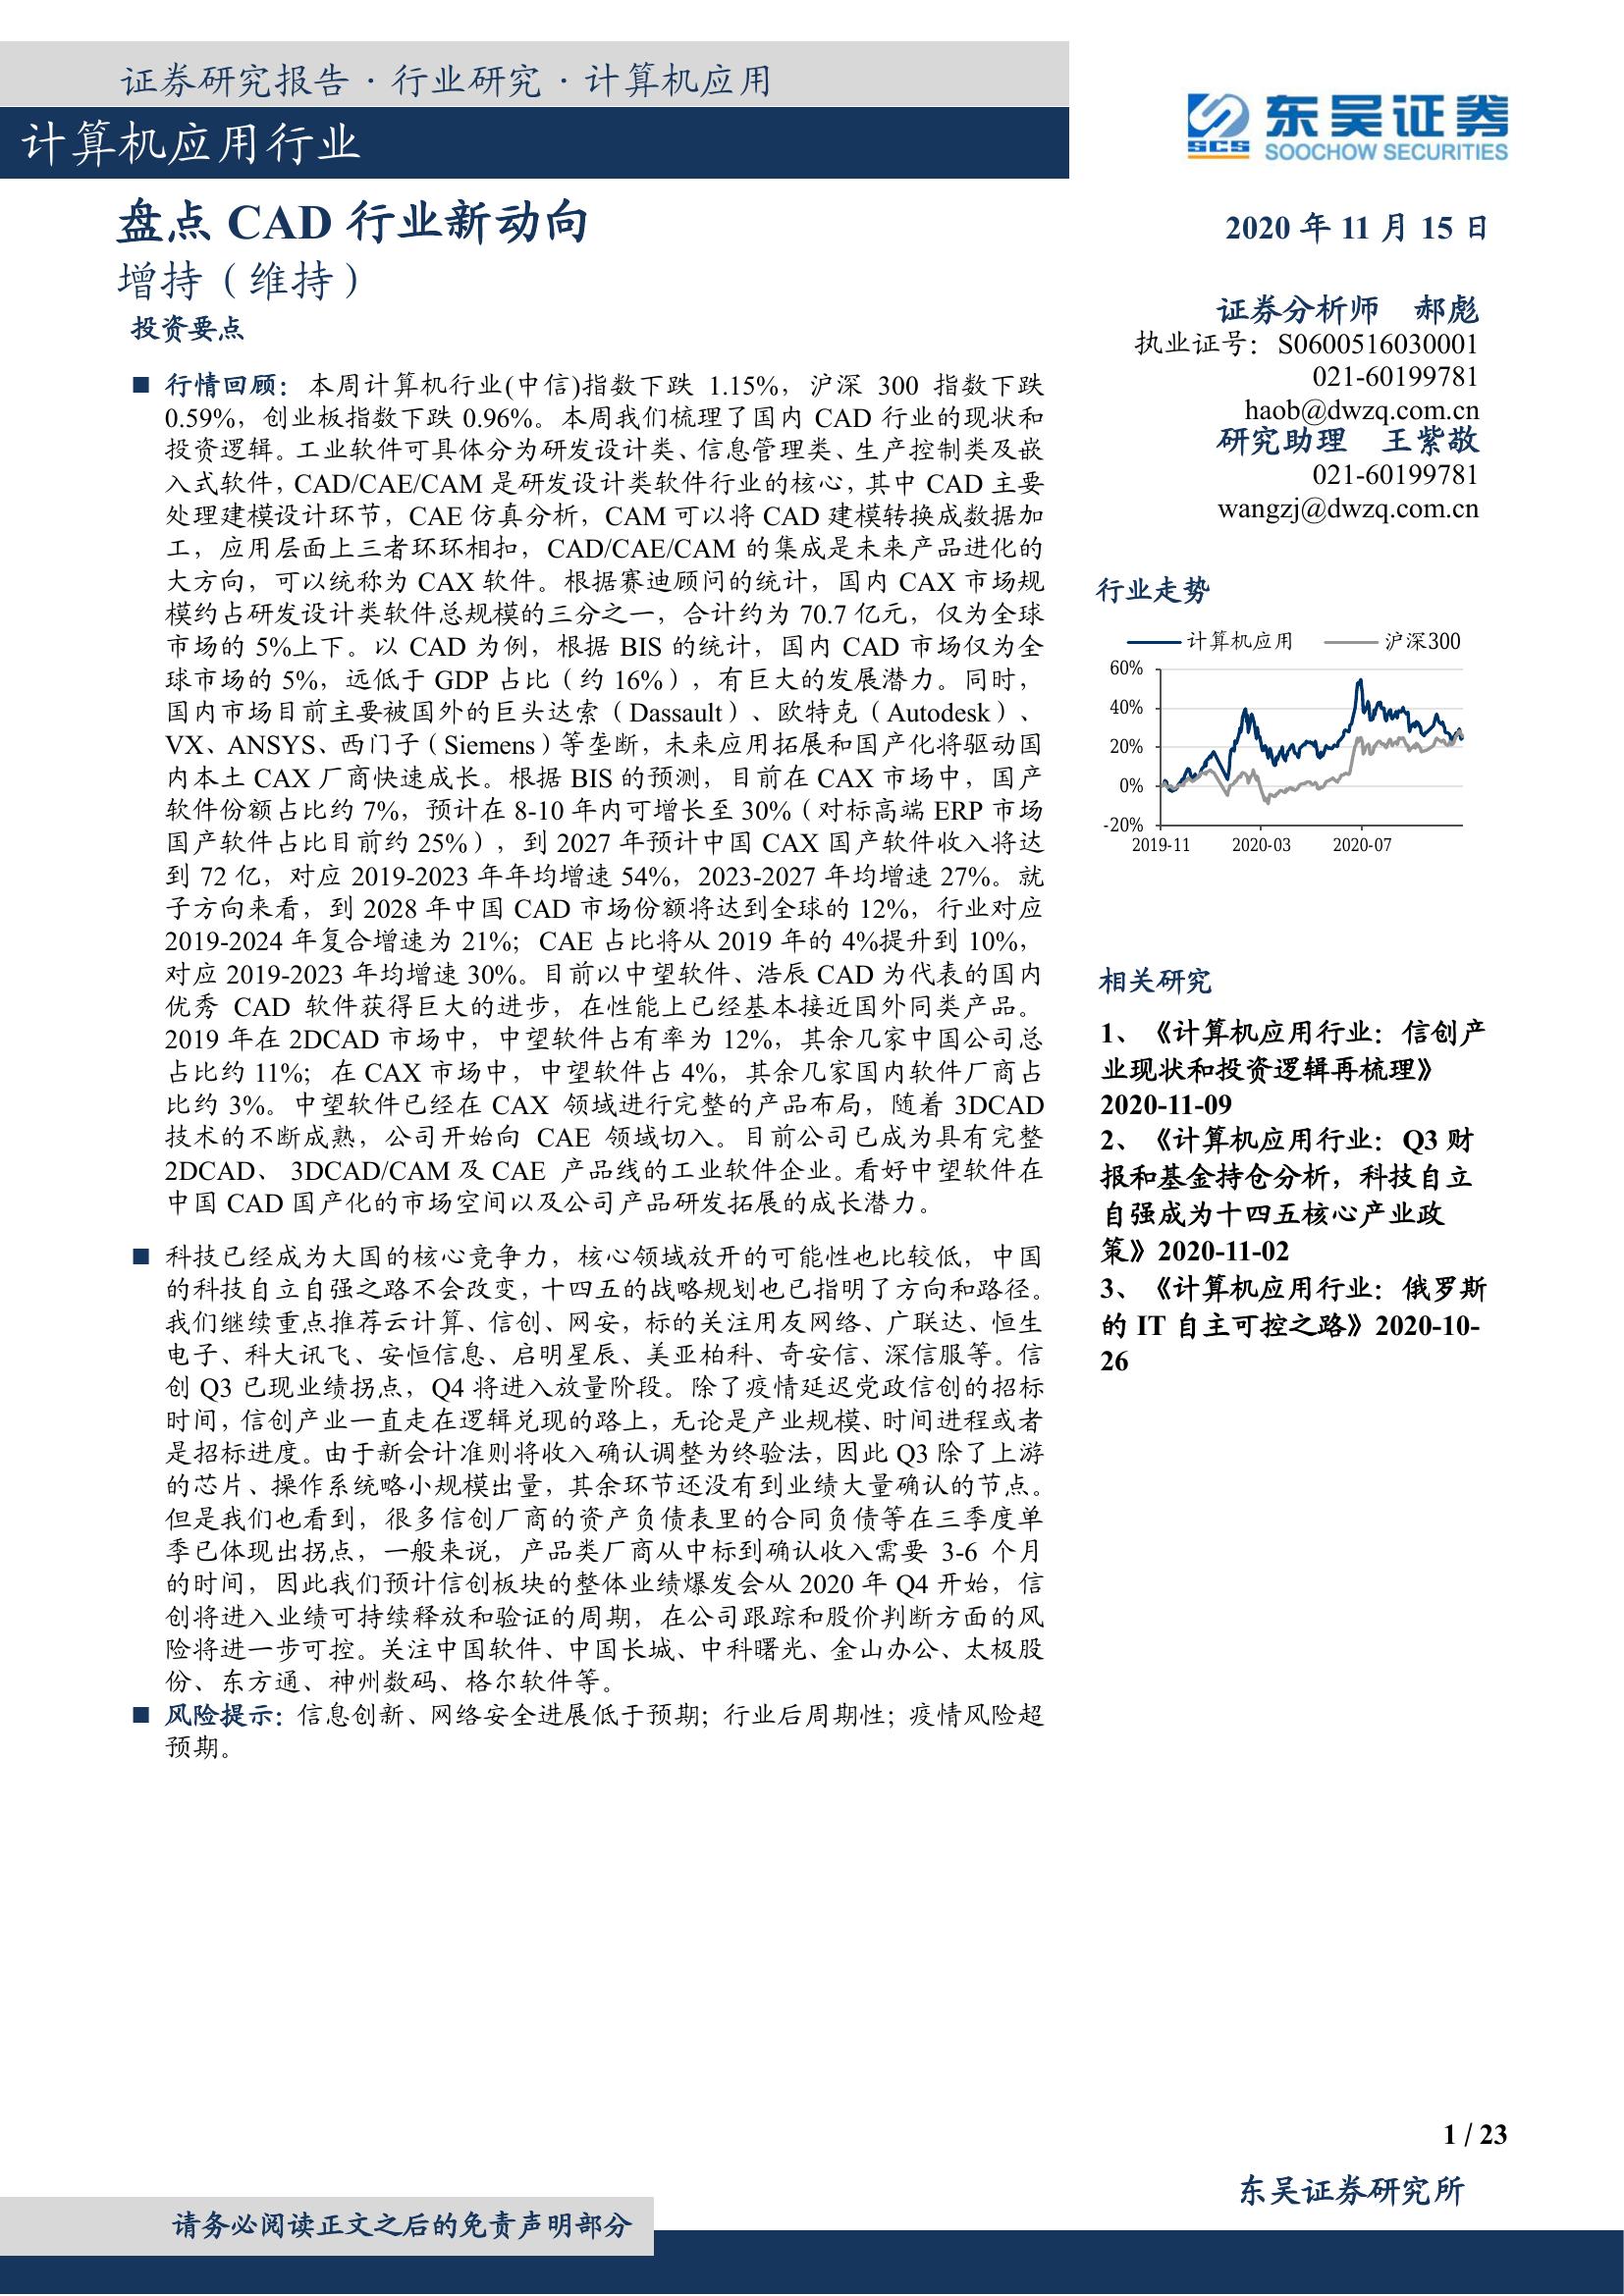 证券研究报告·行业研究·计算机应用
计算机应用行业
东吴证券
SCS
SOOCHOW SECURITIES
盘点 CAD 行业新动向
增持（维持）
投资要点
■ 行情回顾：本周计算机行业(中信)指数下跌 1.15%，沪深 300 指数下跌
0.59%，创业板指数下跌 0.96%。本周我们梳理了国内 CAD 行业的现状和
投资逻辑。工业软件可具体分为研发设计类、信息管理类、生产控制类及嵌
入式软件，CAD/CAE/CAM 是研发设计类软件行业的核心，其中 CAD 主要
处理建模设计环节，CAE 仿真分析，CAM 可以将 CAD 建模转换成数据加
工，应用层面上三者环环相扣，CAD/CAE/CAM 的集成是未来产品进化的
大方向，可以统称为 CAX 软件。根据赛迪顾问的统计，国内 CAX 市场规
模约占研发设计类软件总规模的三分之一，合计约为 70.7 亿元，仅为全球
市场的 5%上下。以 CAD 为例，根据 BIS 的统计，国内 CAD 市场仅为全
球市场的 5%，远低于 GDP 占比（约 16%），有巨大的发展潜力。同时，
国内市场目前主要被国外的巨头达索（Dassault）、欧特克（Autodesk）、
VX、ANSYS、西门子（Siemens）等垄断，未来应用拓展和国产化将驱动国
内本土 CAX 厂商快速成长。根据 BIS 的预测，目前在 CAX 市场中，国产
软件份额占比约 7%，预计在 8-10 年内可增长至 30%（对标高端 ERP 市场
国产软件占比目前约 25%），到 2027 年预计中国 CAX 国产软件收入将达
到 72 亿，对应 2019-2023 年年均增速 54%，2023-2027 年均增速 27%。就
子方向来看，到 2028 年中国 CAD 市场份额将达到全球的 12%，行业对应
2019-2024 年复合增速为 21%；CAE 占比将从 2019 年的 4%提升到 10%，
对应 2019-2023 年均增速 30%。目前以中望软件、浩辰 CAD 为代表的国内
优秀 CAD 软件获得巨大的进步，在性能上已经基本接近国外同类产品。
2019 年在 2DCAD 市场中，中望软件占有率为 12%，其余几家中国公司总
占比约 11%；在 CAX 市场中，中望软件占 4%，其余几家国内软件厂商占
比约 3%。中望软件已经在 CAX 领域进行完整的产品布局，随着 3DCAD
技术的不断成熟，公司开始向 CAE 领域切入。目前公司已成为具有完整
2DCAD、 3DCAD/CAM 及 CAE 产品线的工业软件企业。看好中望软件在
中国 CAD 国产化的市场空间以及公司产品研发拓展的成长潜力。
■ 科技已经成为大国的核心竞争力，核心领域放开的可能性也比较低，中国
的科技自立自强之路不会改变，十四五的战略规划也已指明了方向和路径。
我们继续重点推荐云计算、信创、网安，标的关注用友网络、广联达、恒生
电子、科大讯飞、安恒信息、启明星辰、美亚柏科、奇安信、深信服等。信
创 Q3 已现业绩拐点，Q4 将进入放量阶段。除了疫情延迟党政信创的招标
时间，信创产业一直走在逻辑兑现的路上，无论是产业规模、时间进程或者
是招标进度。由于新会计准则将收入确认调整为终验法，因此 Q3 除了上游
的芯片、操作系统略小规模出量，其余环节还没有到业绩大量确认的节点。
但是我们也看到，很多信创厂商的资产负债表里的合同负债等在三季度单
季已体现出拐点，一般来说，产品类厂商从中标到确认收入需要 3-6 个月
的时间，因此我们预计信创板块的整体业绩爆发会从 2020 年 Q4 开始，信
创将进入业绩可持续释放和验证的周期，在公司跟踪和股价判断方面的风
险将进一步可控。关注中国软件、中国长城、中科曙光、金山办公、太极股
份、东方通、神州数码、格尔软件等。
■ 风险提示：信息创新、网络安全进展低于预期；行业后周期性；疫情风险超
预期。
2020 年 11 月 15 日
证券分析师 郝彪
执业证号：S0600516030001
021-60199781
haob@dwzq.com.cn
研究助理 王紫敬
021-60199781
wangzj@dwzq.com.cn
行业走势
计算机应用 沪深300
60%
40%
20%
0%
-20%
2019-11 2020-03 2020-07
相关研究
1、《计算机应用行业：信创产
业现状和投资逻辑再梳理》
2020-11-09
2、《计算机应用行业：Q3 财
报和基金持仓分析，科技自立
自强成为十四五核心产业政
策》2020-11-02
3、《计算机应用行业：俄罗斯
的 IT 自主可控之路》2020-10-
26
1 / 23
东吴证券研究所
请务必阅读正文之后的免责声明部分